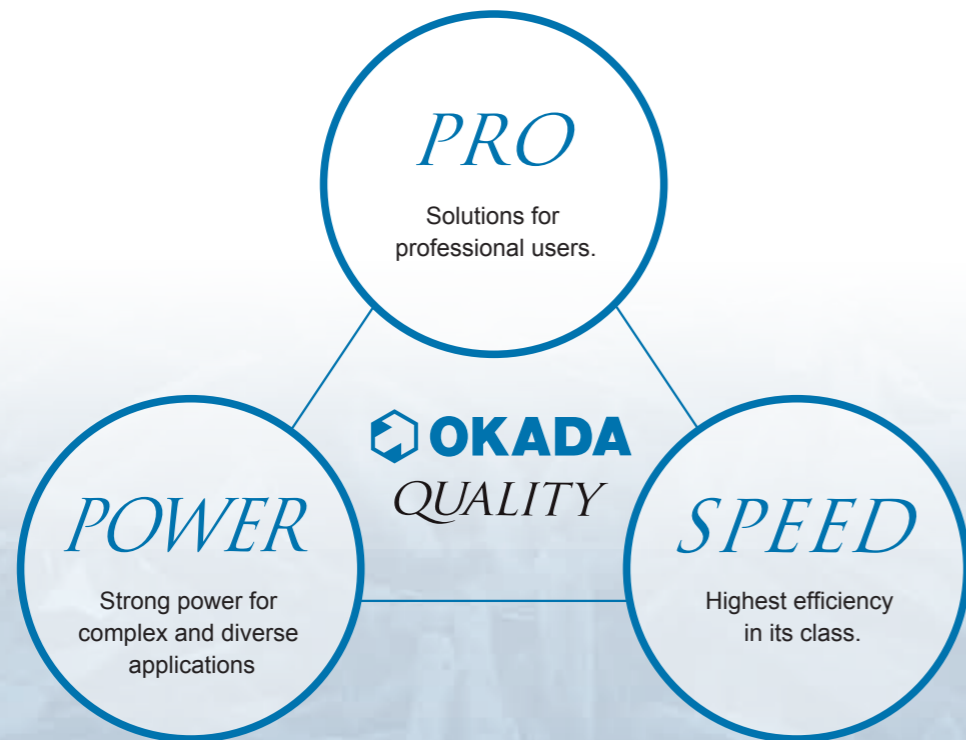 PRO
Solutions for
professional users.
OKADA
QUALITY
POWER
Strong power for
complex and diverse
applications
SPEED
Highest efficiency
in its class.